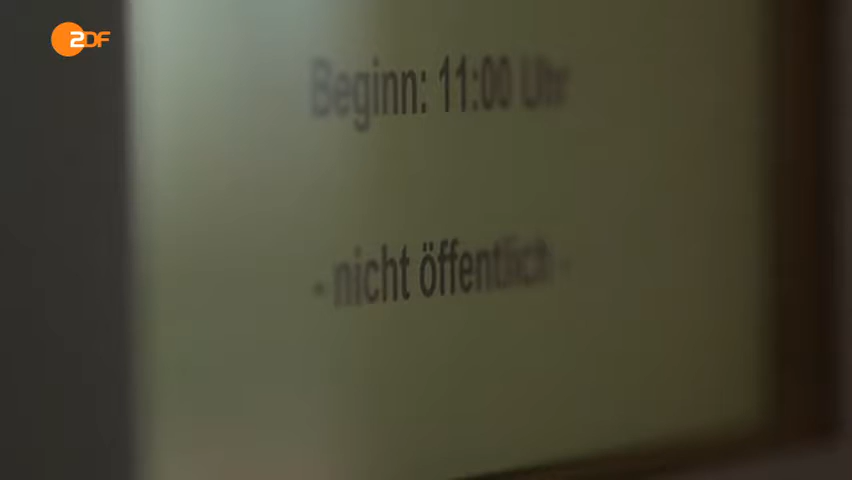 ZDF
Beginn: 11:00 Uhr
- nicht öffentlich -